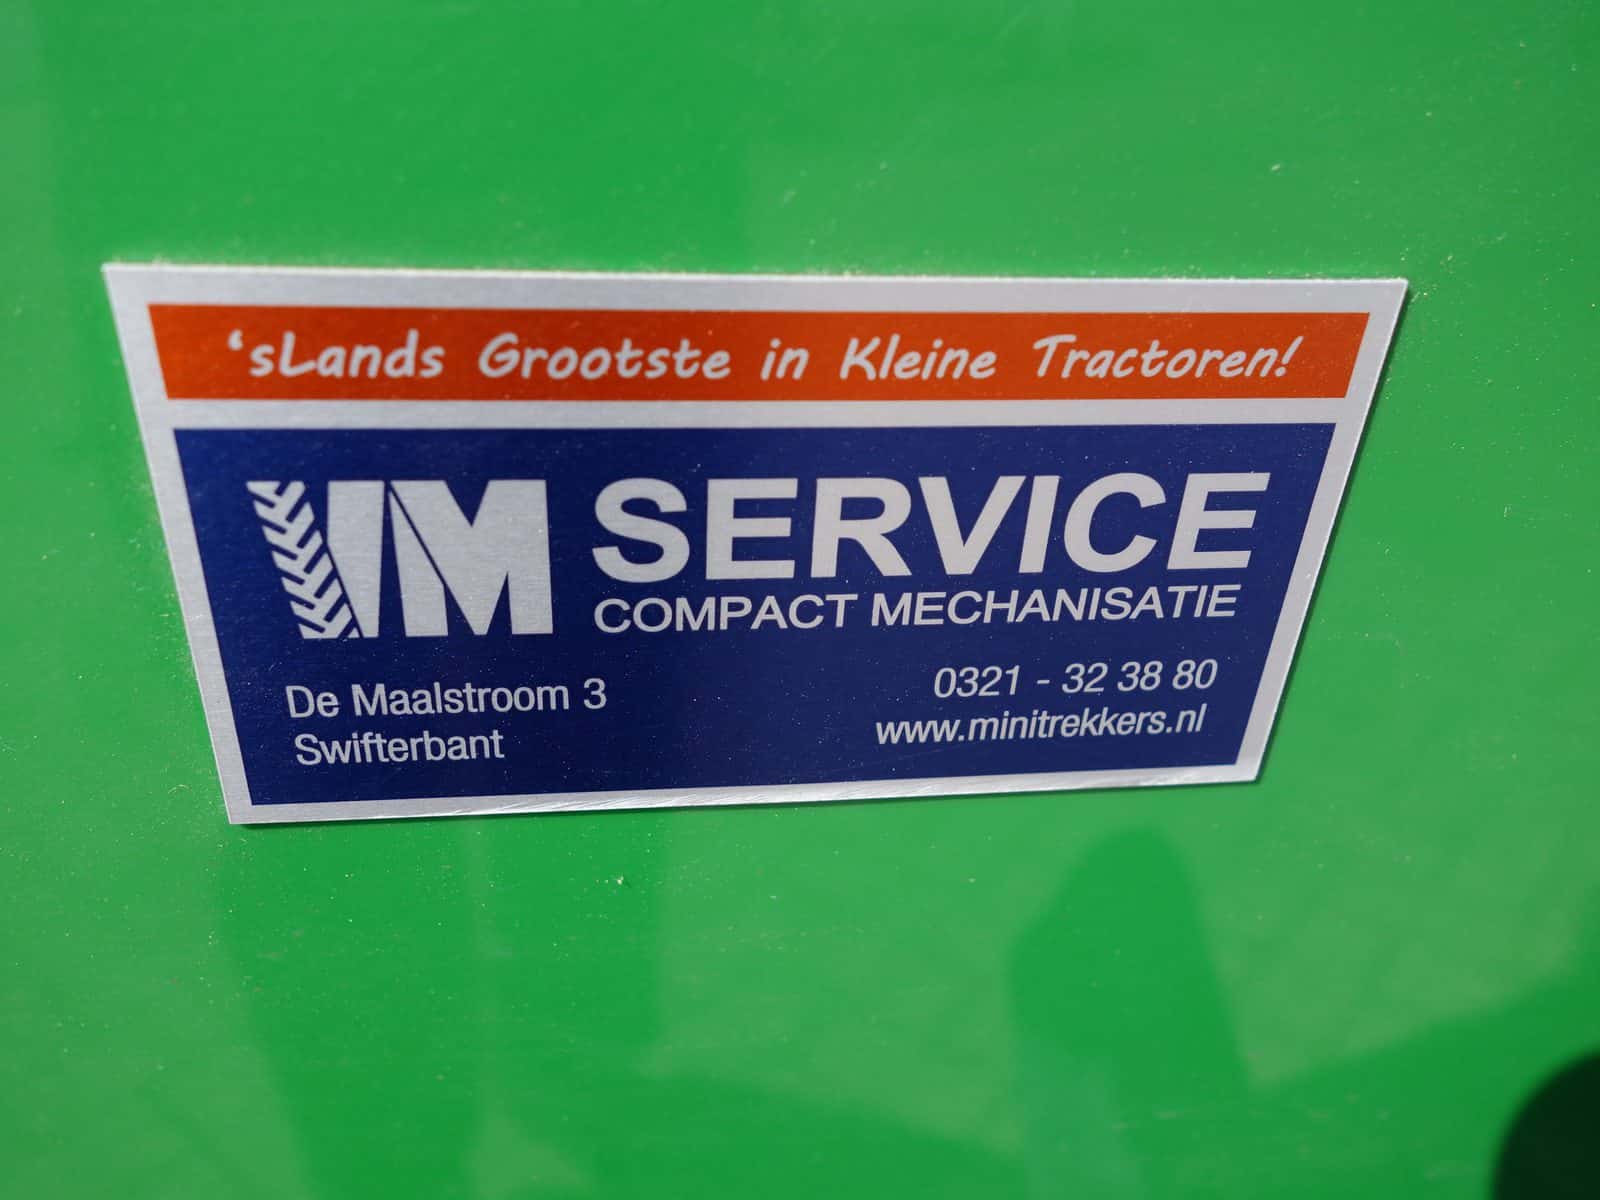 ‘sLands Grootste in Kleine Tractoren!
IM SERVICE
COMPACT MECHANISATIE
De Maalstroom 3
Swifterbant
0321 - 32 38 80
www.minitrekkers.nl